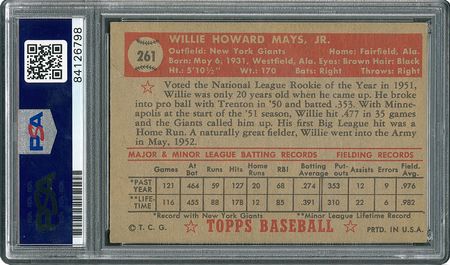 WILLIE HOWARD MAYS, JR.
261
Outfield: New York Giants Home: Fairfield, Ala.
Born: May 6, 1931, Westfield, Ala. Eyes: Brown Hair: Black
Ht.: 5'10½" Wt.: 170 Bats: Right Throws: Right
Voted the National League Rookie of the Year in 1951,
Willie was only 20 years old when he came up. He broke
into pro ball with Trenton in '50 and batted .353. With Minne-
apolis at the start of the '51 season, Willie hit .477 in 35 games
and the Giants called him up. His first Big League hit was a
Home Run. A naturally great fielder, Willie went into the Army
in May, 1952.
MAJOR & MINOR LEAGUE BATTING RECORDS FIELDING RECORDS
Games At Bat Runs Hits Home Runs RBI Batting Avg. Put Outs Assists Errors Field Avg.
*PAST YEAR 121 464 59 127 20 68 .274 353 12 9 .976
**LIFE-TIME 116 455 88 15 12 86 .391 310 22 6 .982
*Record with New York Giants **Minor League Lifetime Record
© T. C. G. TOPPS BASEBALL PRTD. IN U.S.A.
84126798
PSA
PSA